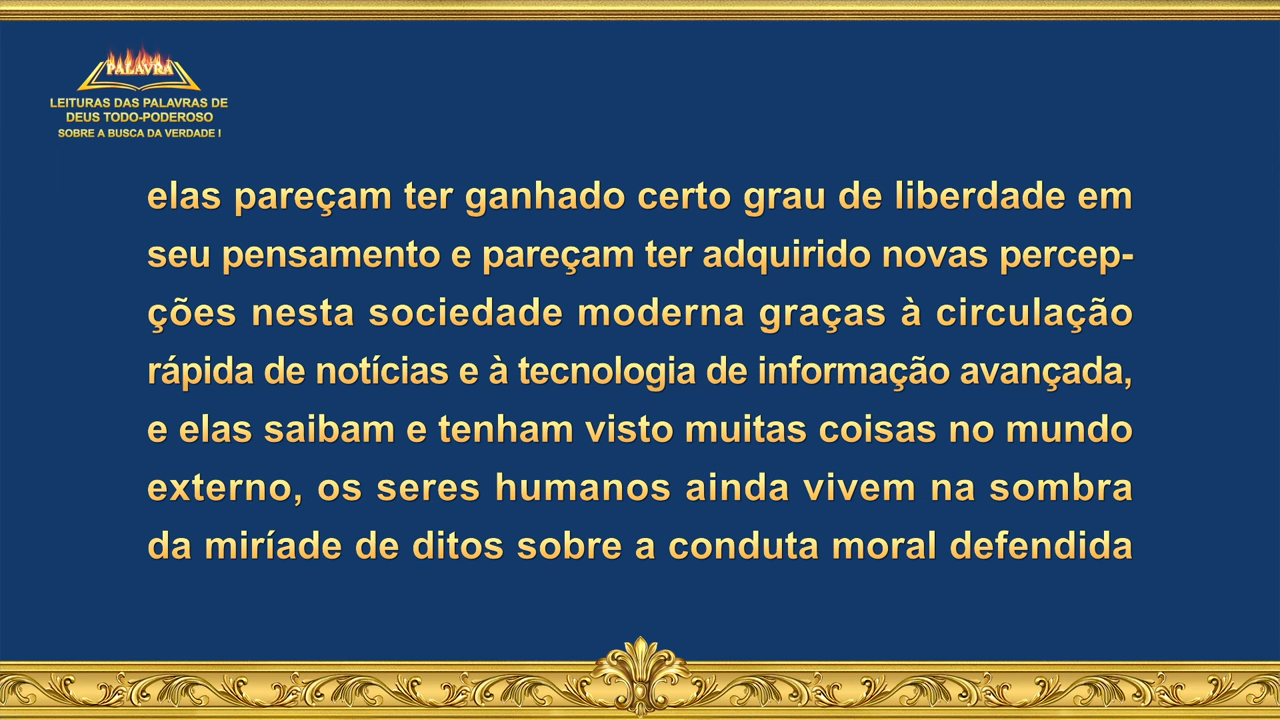 PALAVRA
LEITURAS DAS PALAVRAS DE
DEUS TODO-PODEROSO
SOBRE A BUSCA DA VERDADE I
elas pareçam ter ganhado certo grau de liberdade em
seu pensamento e pareçam ter adquirido novas percep-
ções nesta sociedade moderna graças à circulação
rápida de notícias e à tecnologia de informação avançada,
e elas saibam e tenham visto muitas coisas no mundo
externo, os seres humanos ainda vivem na sombra
da miríade de ditos sobre a conduta moral defendida